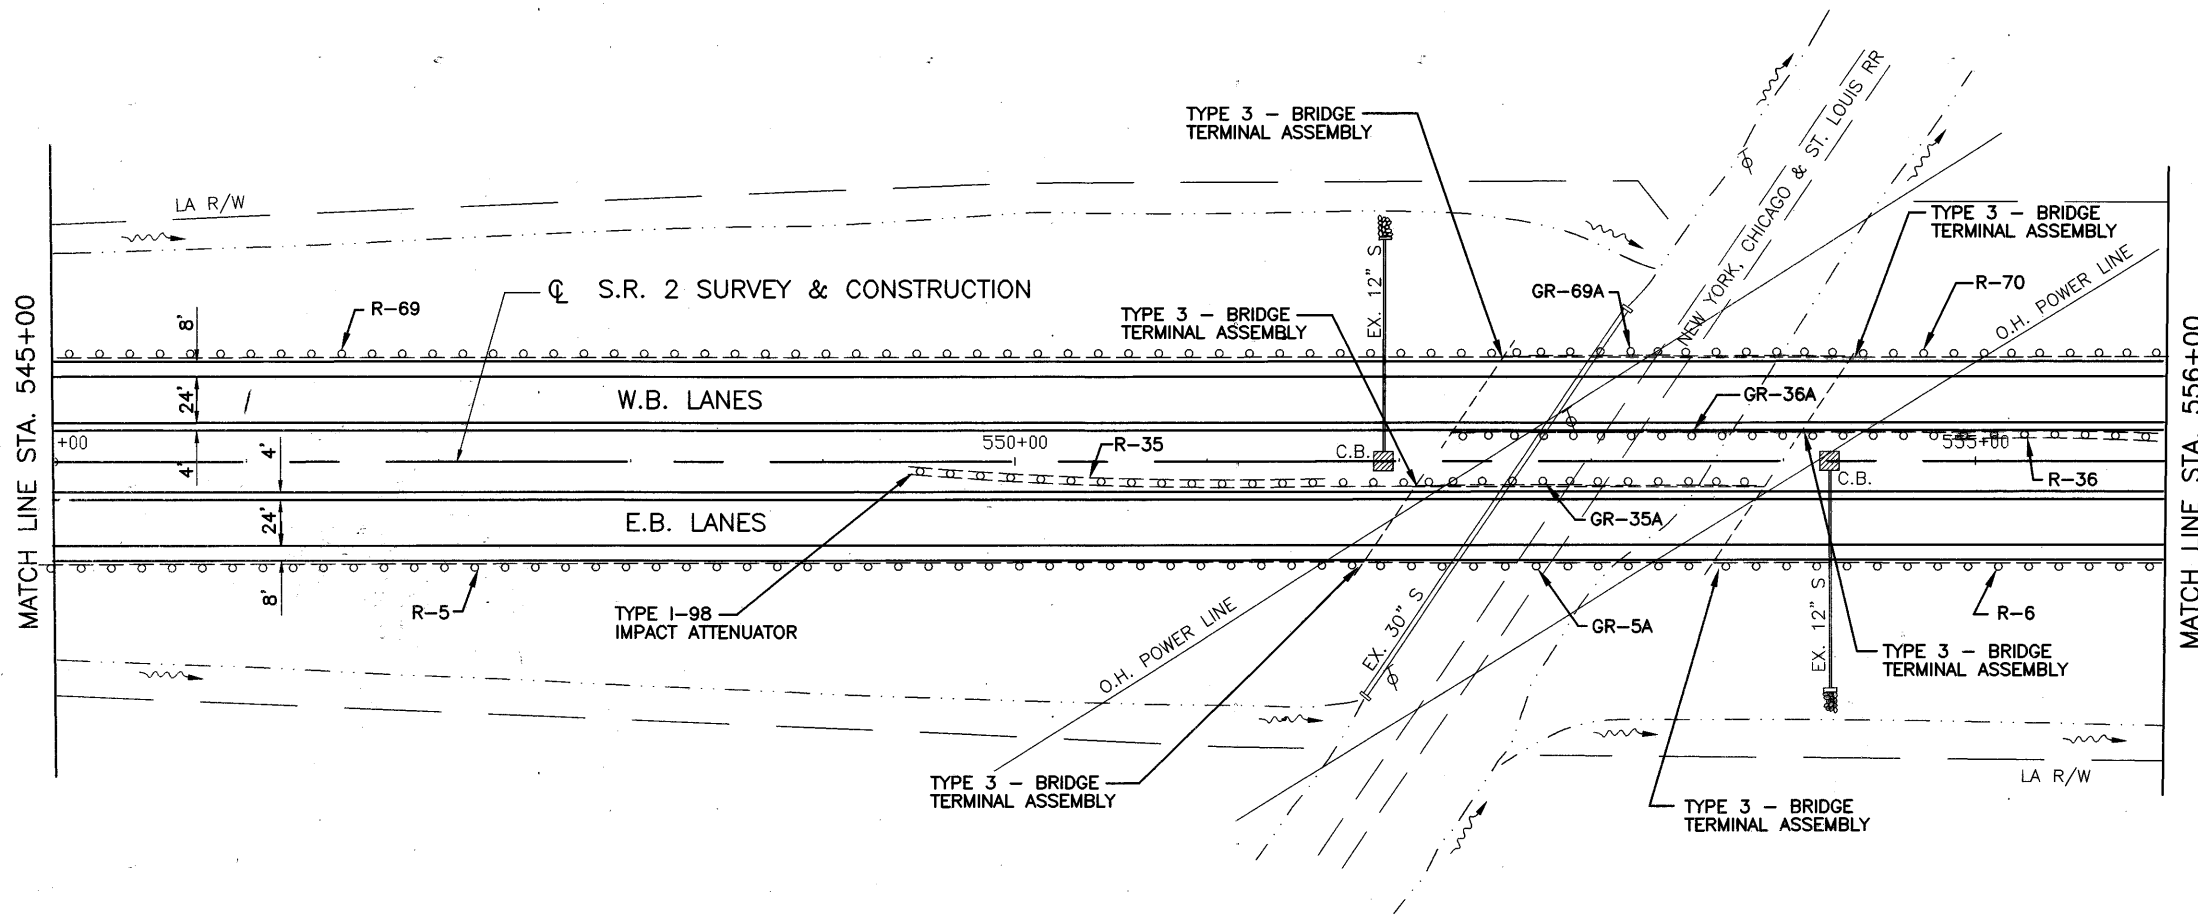 TYPE 3 - BRIDGE
TERMINAL ASSEMBLY
NEW YORK, CHICAGO & ST. LOUIS RR
LA R/W
TYPE 3 - BRIDGE
TERMINAL ASSEMBLY
O.H. POWER LINE
℄ S.R. 2 SURVEY & CONSTRUCTION
EX. 12" S
GR-69A
R-70
R-69
TYPE 3 - BRIDGE
TERMINAL ASSEMBLY
MATCH LINE STA. 545+00
MATCH LINE STA. 556+00
8'
24'
W.B. LANES
GR-36A
+00
4'
4'
550+00
R-35
C.B.
555+00
C.B.
R-36
24'
E.B. LANES
GR-35A
8'
R-5
TYPE I-98
IMPACT ATTENUATOR
O.H. POWER LINE
EX. 30" S
GR-5A
EX. 12" S
R-6
TYPE 3 - BRIDGE
TERMINAL ASSEMBLY
LA R/W
TYPE 3 - BRIDGE
TERMINAL ASSEMBLY
TYPE 3 - BRIDGE
TERMINAL ASSEMBLY